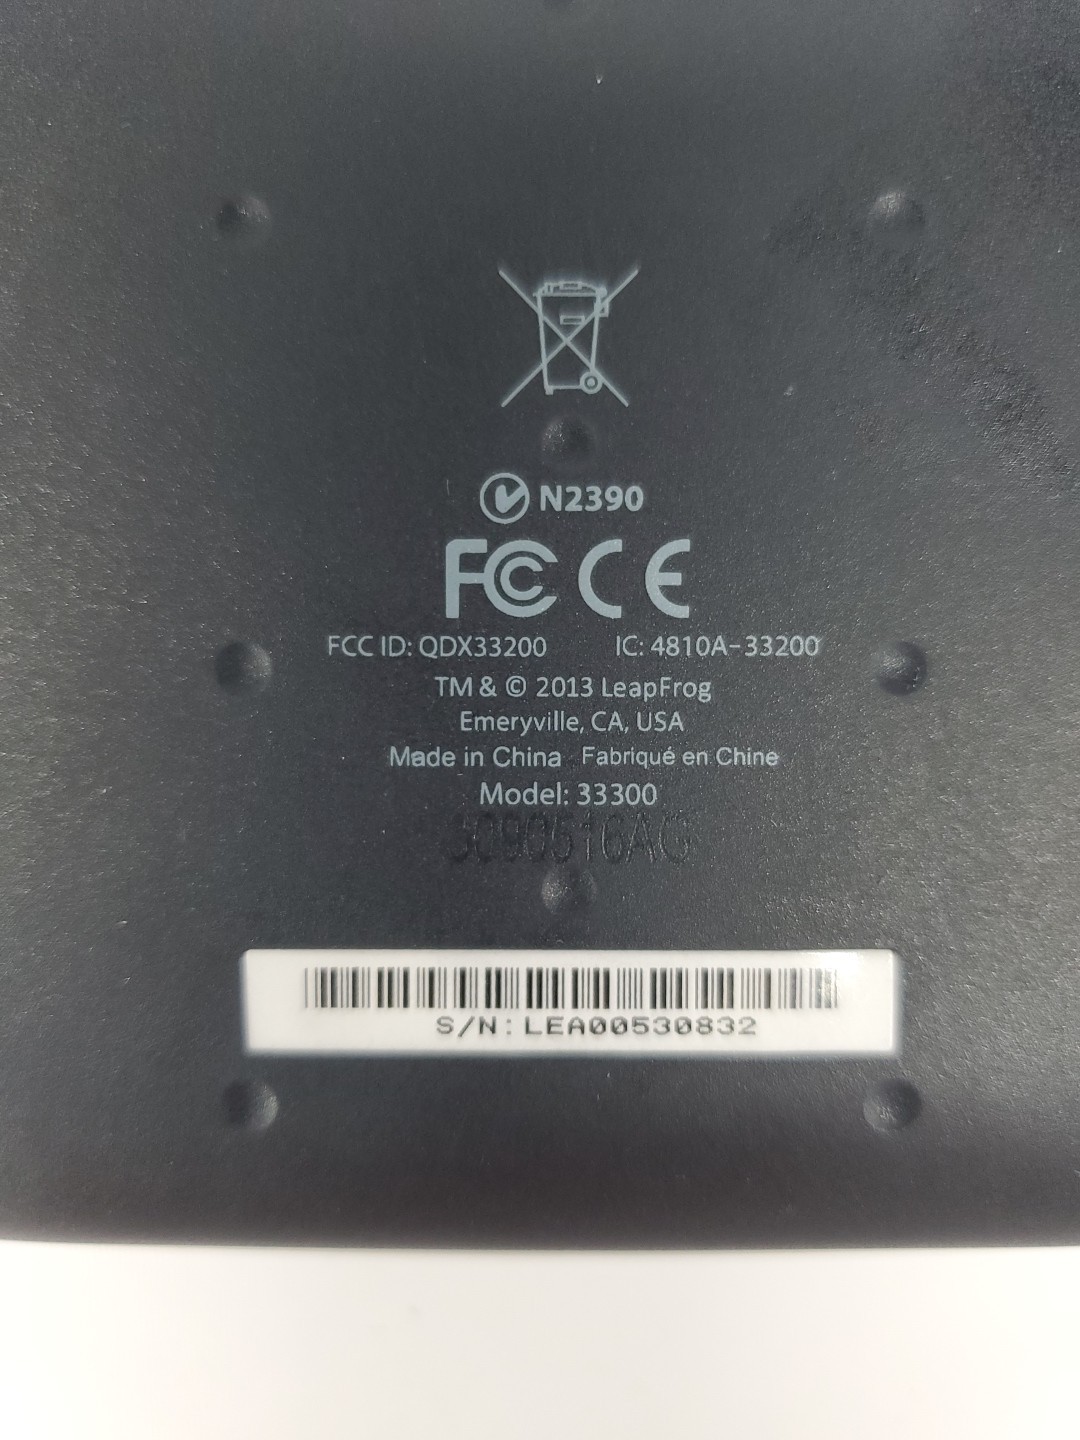 N2390
FC CE
FCC ID: QDX33200 IC: 4810A-33200
TM & © 2013 LeapFrog
Emeryville, CA, USA
Made in China Fabriqué en Chine
Model: 33300
S/N: LEA00530832